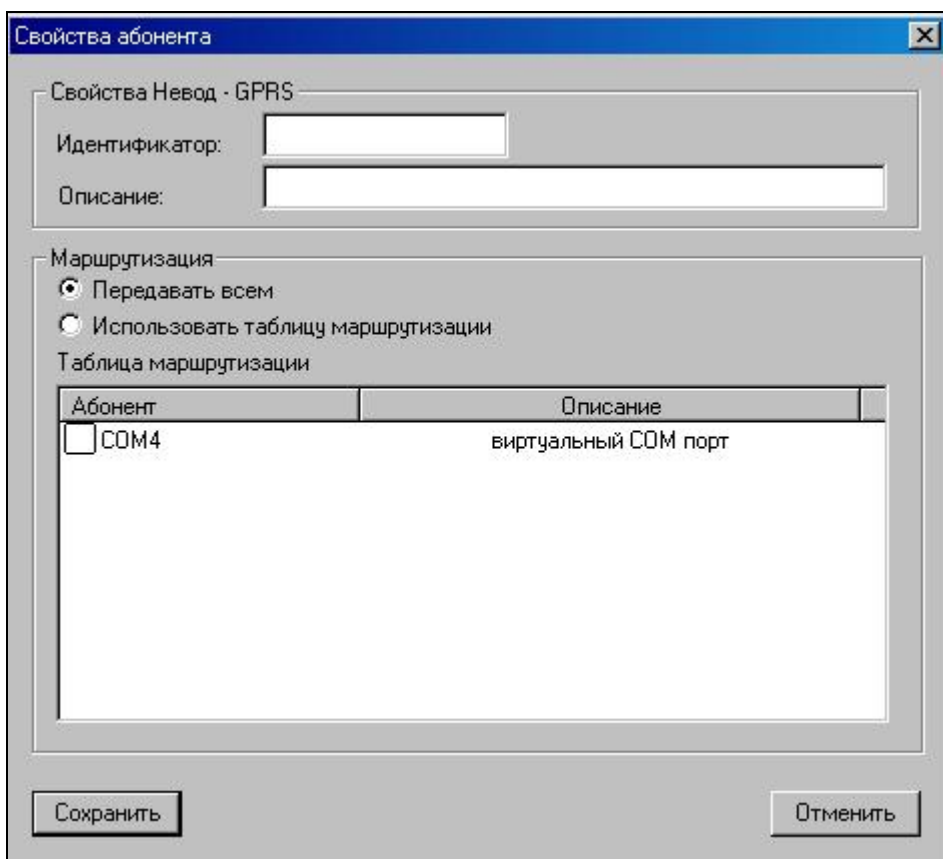 Свойства абонента
Свойства Невод - GPRS
Идентификатор:
Описание:
Маршрутизация
Передавать всем
Использовать таблицу маршрутизации
Таблица маршрутизации
Абонент Описание
COM4 виртуальный COM порт
Сохранить Отменить